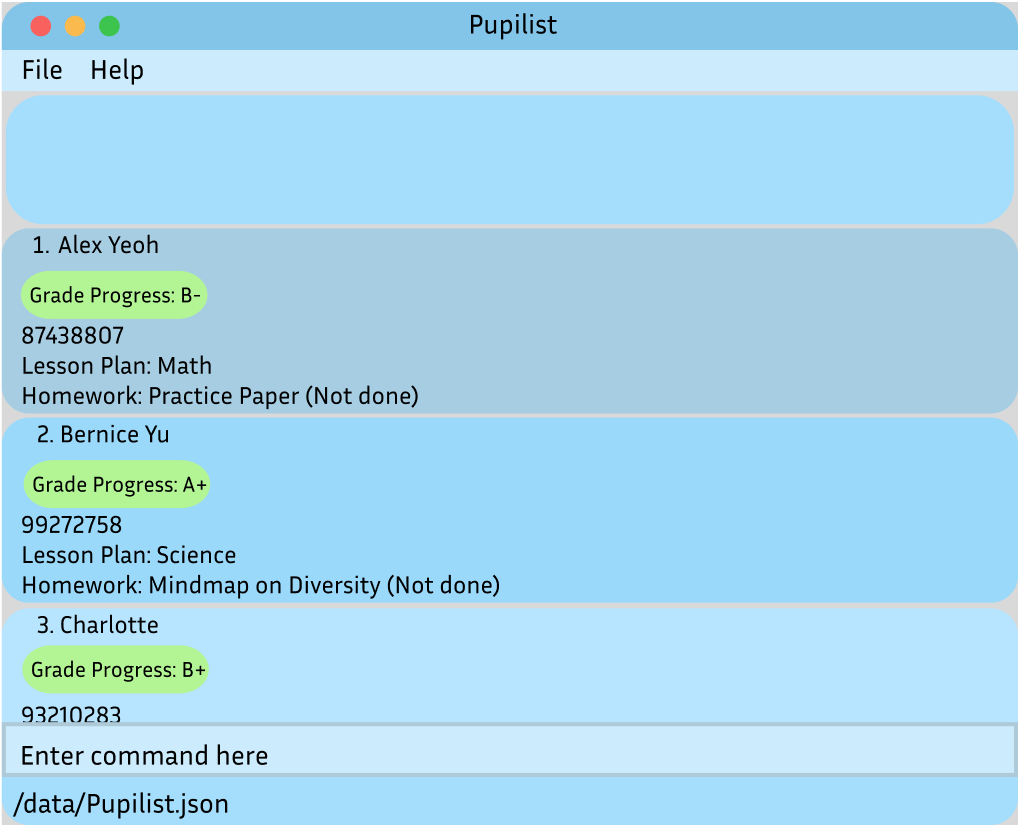 Pupilist
File Help
1. Alex Yeoh
Grade Progress: B-
87438807
Lesson Plan: Math
Homework: Practice Paper (Not done)
2. Bernice Yu
Grade Progress: A+
99272758
Lesson Plan: Science
Homework: Mindmap on Diversity (Not done)
3. Charlotte
Grade Progress: B+
93210283
Enter command here
/data/Pupilist.json